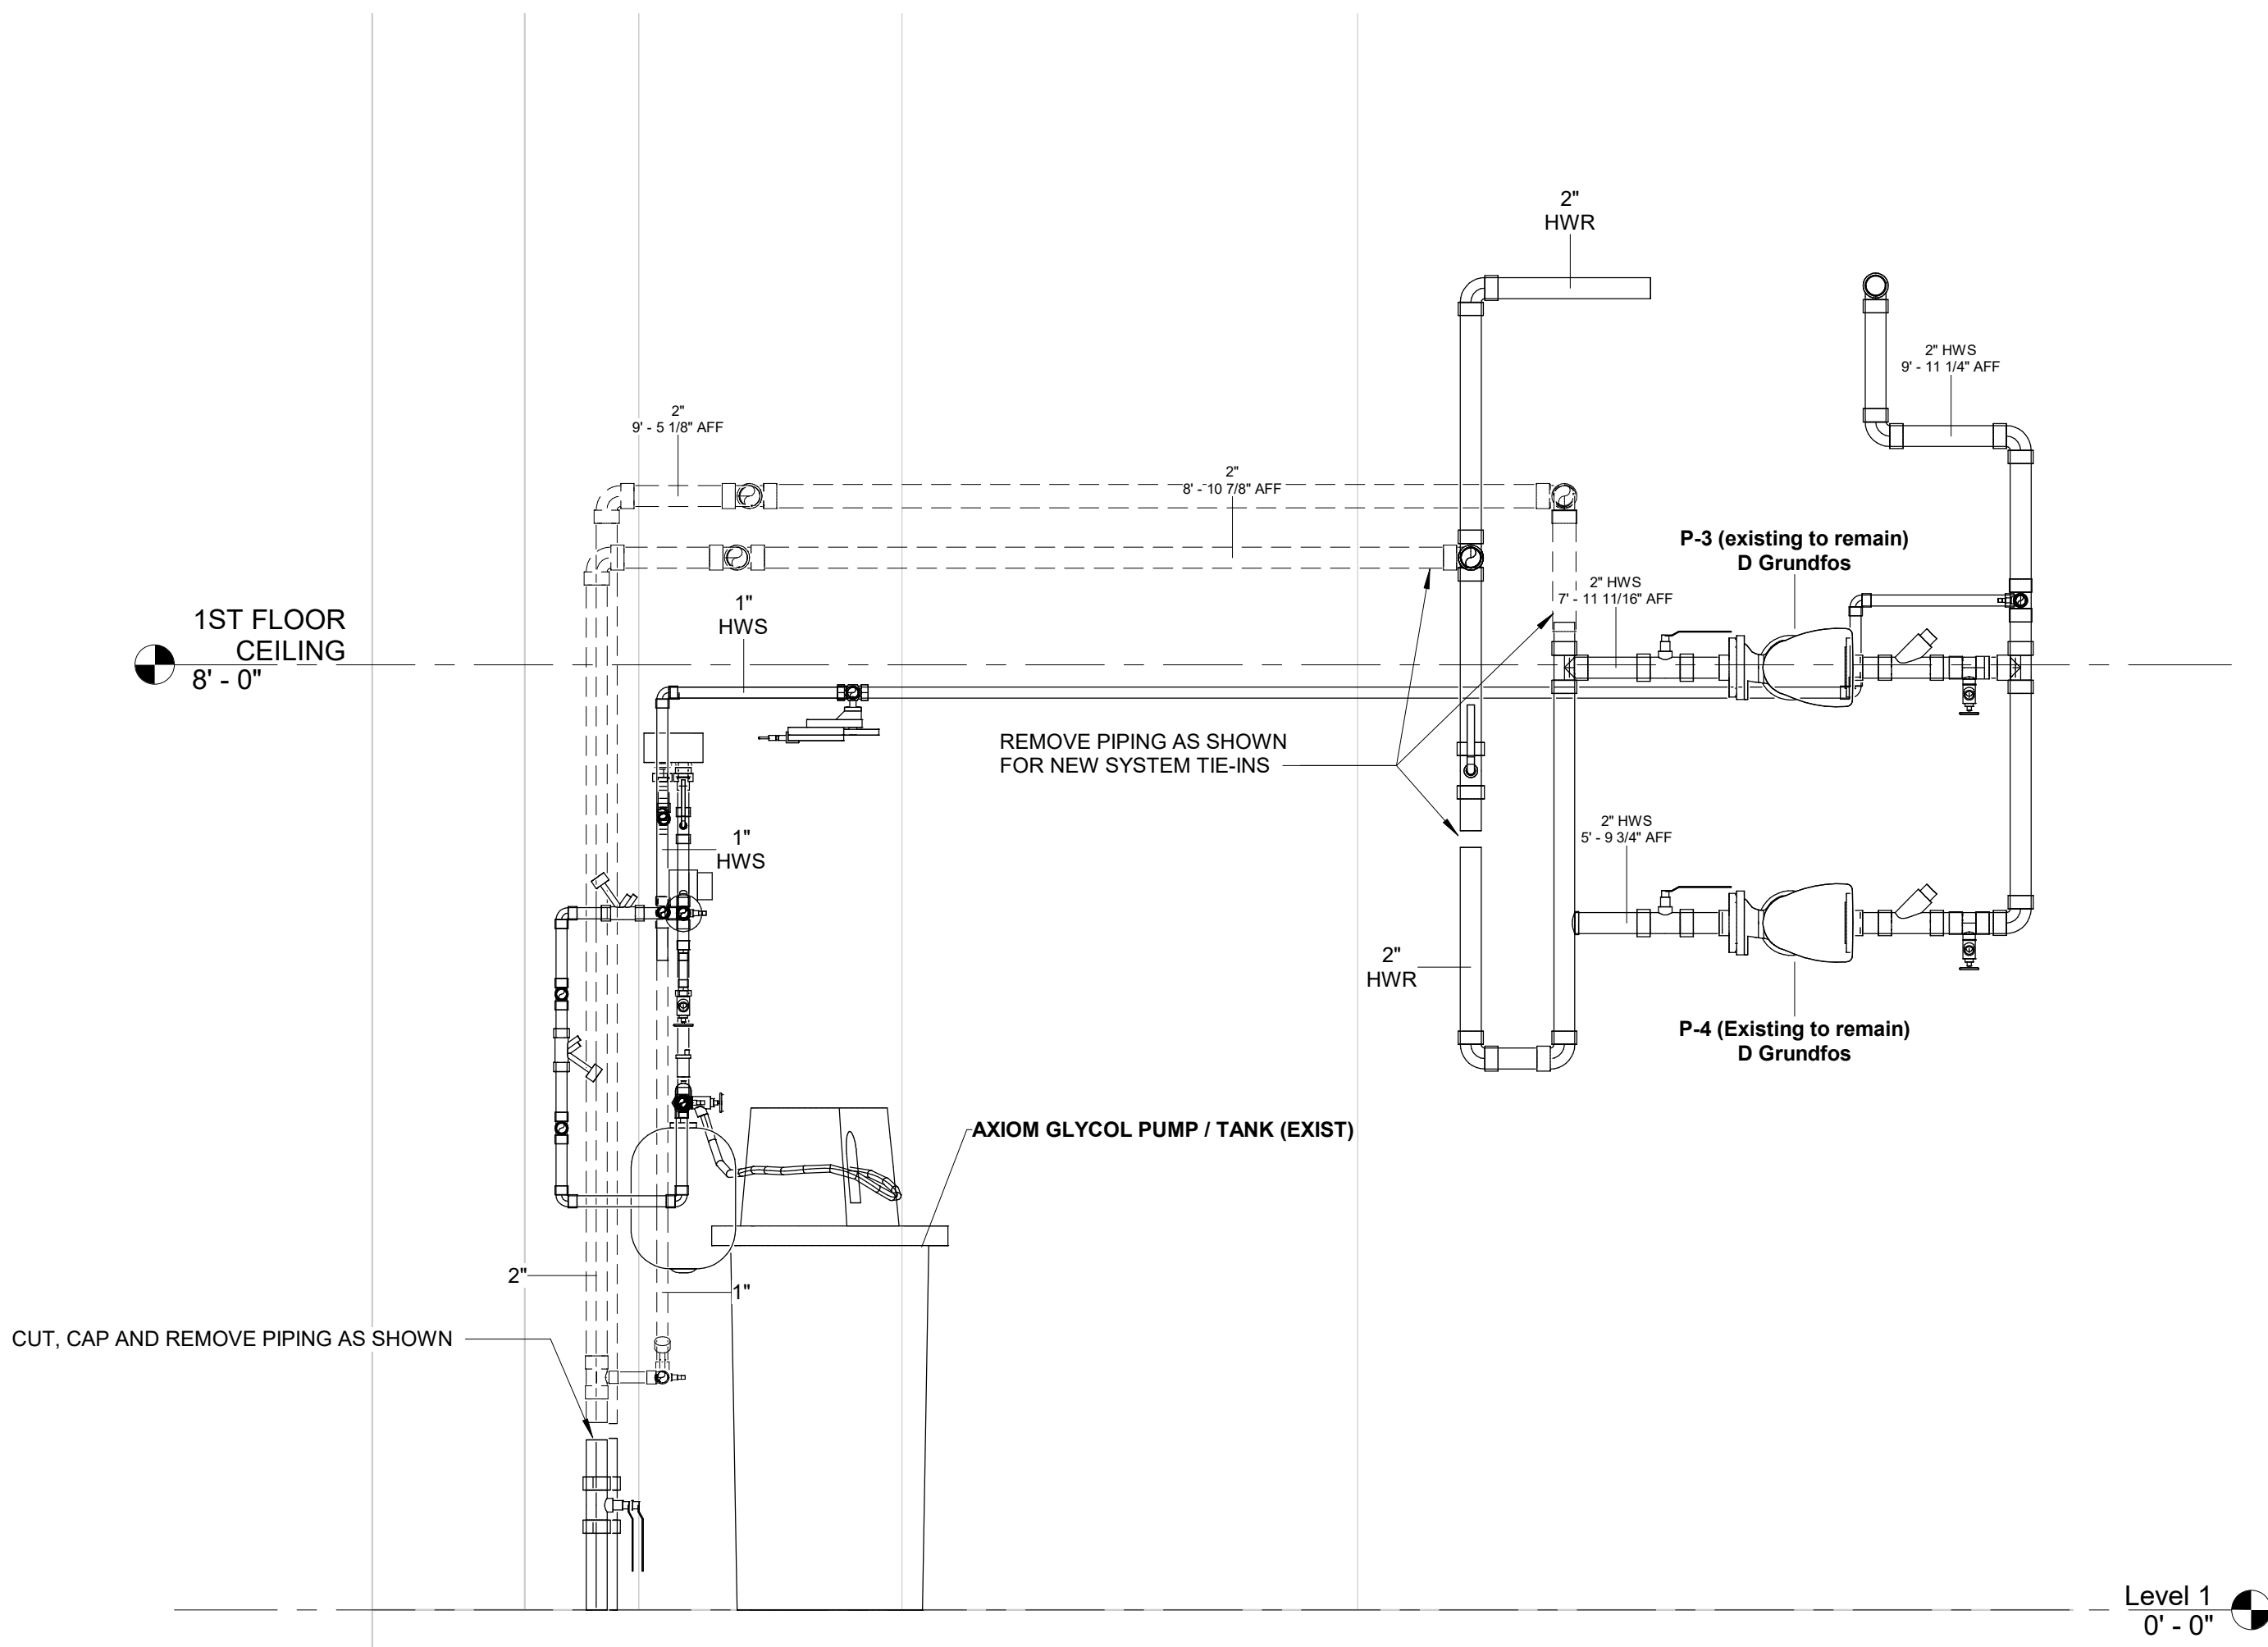 2"
HWR
2" HWS
9' - 11 1/4" AFF
2"
9' - 5 1/8" AFF
2"
8' - 10 7/8" AFF
P-3 (existing to remain)
D Grundfos
2" HWS
7' - 11 11/16" AFF
1"
HWS
1ST FLOOR
CEILING
8' - 0"
REMOVE PIPING AS SHOWN
FOR NEW SYSTEM TIE-INS
1"
HWS
2" HWS
5' - 9 3/4" AFF
2"
HWR
P-4 (Existing to remain)
D Grundfos
AXIOM GLYCOL PUMP / TANK (EXIST)
2"
1"
CUT, CAP AND REMOVE PIPING AS SHOWN
Level 1
0' - 0"